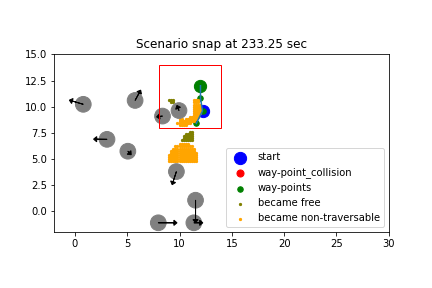 Scenario snap at 233.25 sec
15.0
12.5
10.0
7.5
5.0
2.5
0.0
start
way-point_collision
way-points
became free
became non-traversable
0 5 10 15 20 25 30